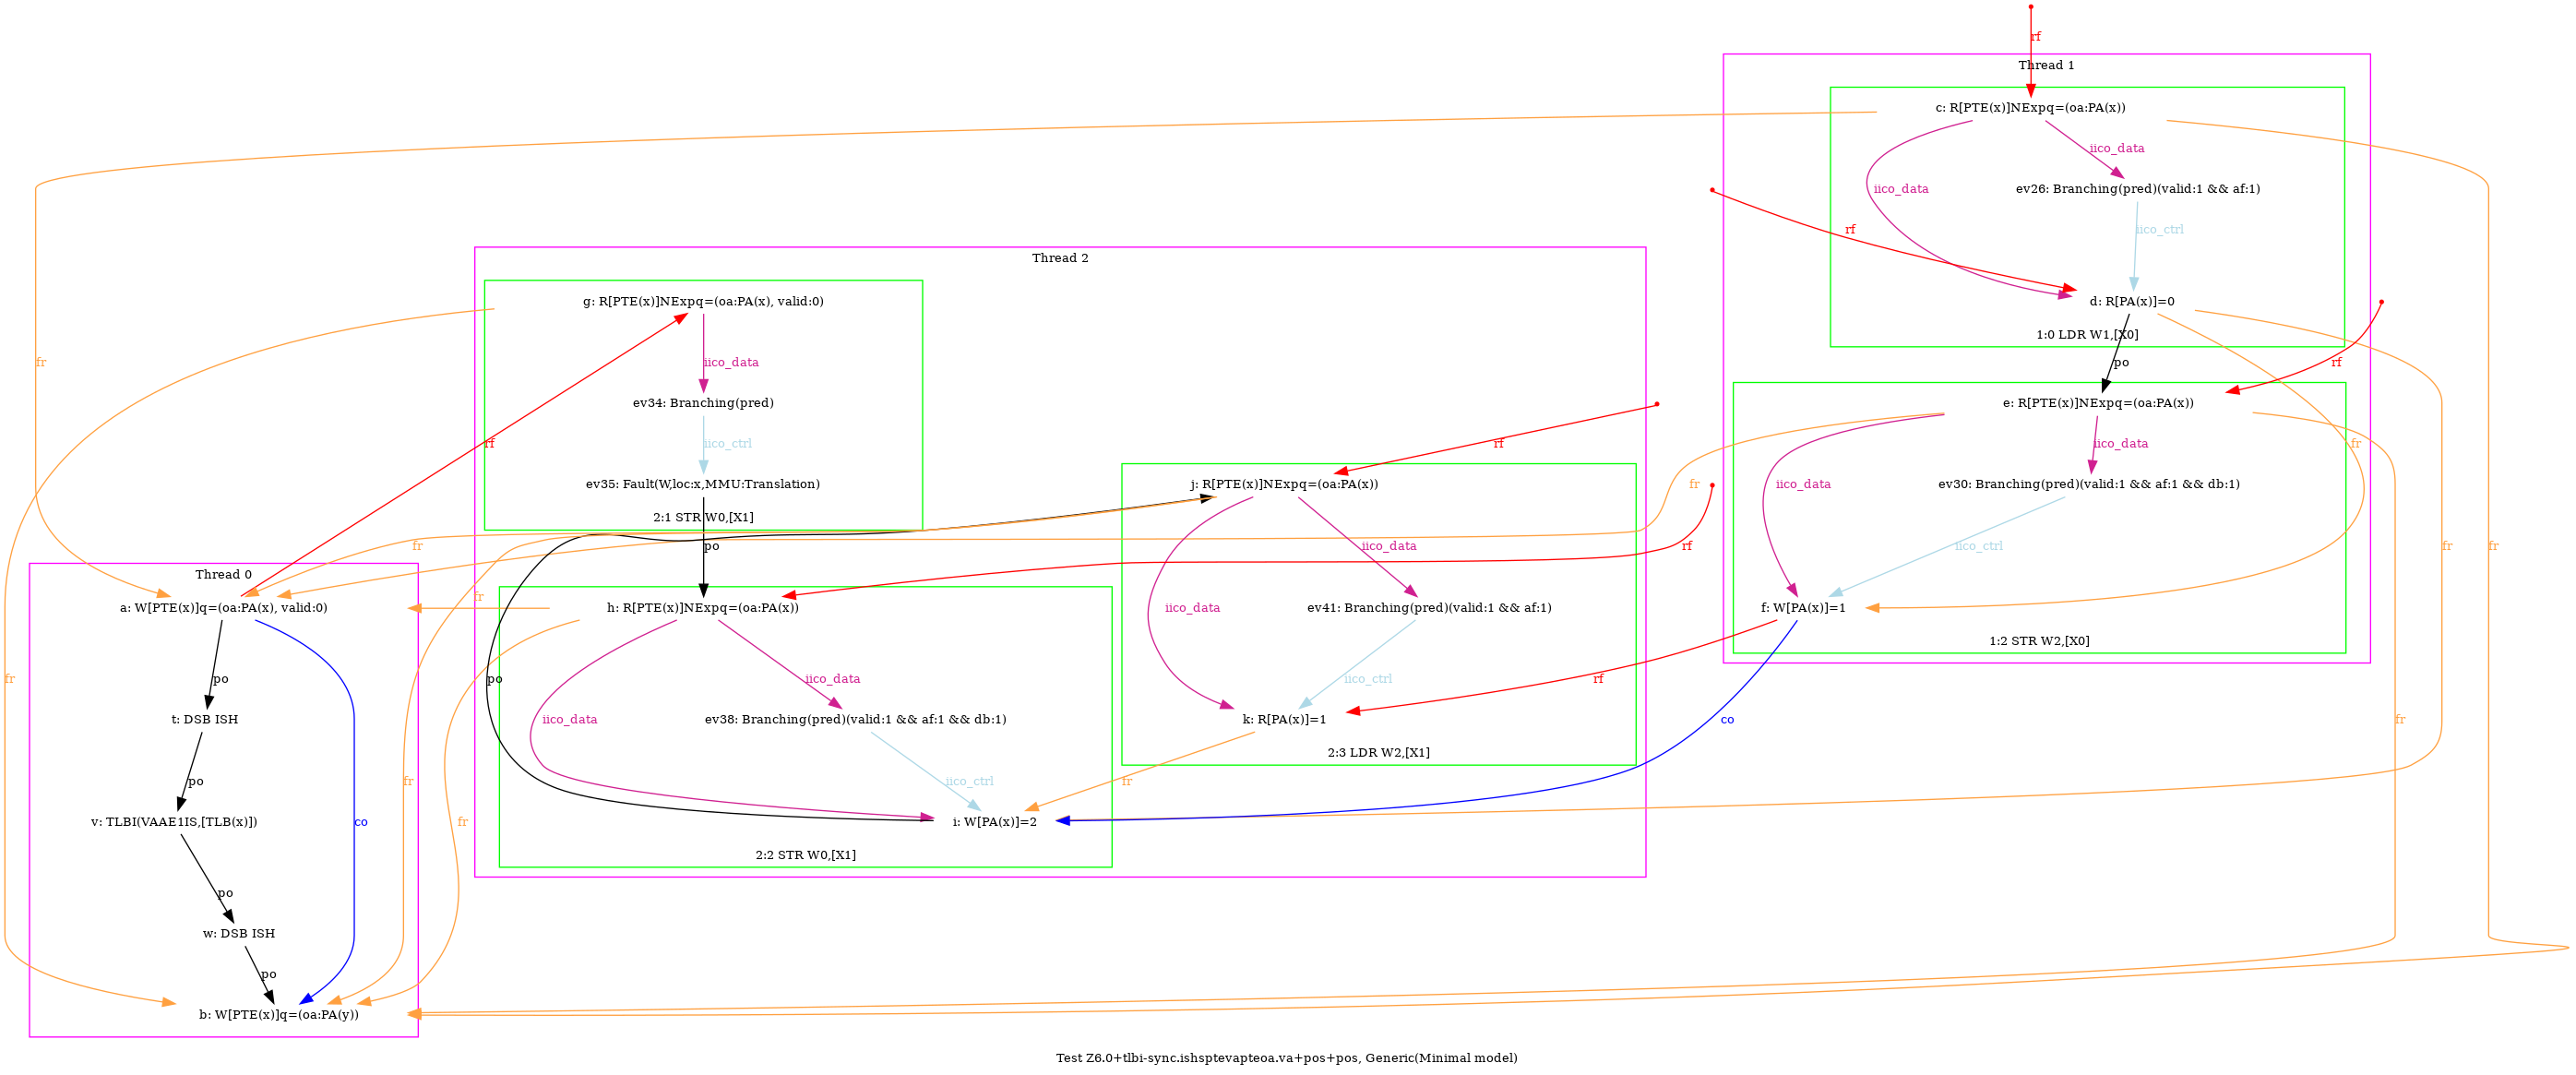 rf
Thread 1
c: R[PTE(x)]NExpq=(oa:PA(x))
iico_data
ev26: Branching(pred)(valid:1 && af:1)
iico_data
rf
iico_ctrl
Thread 2
g: R[PTE(x)]NExpq=(oa:PA(x), valid:0)
d: R[PA(x)]=0
1:0 LDR W1,[X0]
fr
iico_data
po
rf
ev34: Branching(pred)
e: R[PTE(x)]NExpq=(oa:PA(x))
rf
iico_ctrl
rf
iico_data
fr
ev35: Fault(W,loc:x,MMU:Translation)
j: R[PTE(x)]NExpq=(oa:PA(x))
iico_data
fr
ev30: Branching(pred)(valid:1 && af:1 && db:1)
2:1 STR W0,[X1]
fr
po
iico_data
rf
iico_ctrl
fr
fr
Thread 0
a: W[PTE(x)]q=(oa:PA(x), valid:0)
fr
h: R[PTE(x)]NExpq=(oa:PA(x))
iico_data
ev41: Branching(pred)(valid:1 && af:1)
f: W[PA(x)]=1
1:2 STR W2,[X0]
fr
po
po
iico_data
iico_ctrl
rf
t: DSB ISH
iico_data
ev38: Branching(pred)(valid:1 && af:1 && db:1)
k: R[PA(x)]=1
co
fr
2:3 LDR W2,[X1]
po
fr
iico_ctrl
fr
v: TLBI(VAAE1IS,[TLB(x)])
co
fr
i: W[PA(x)]=2
2:2 STR W0,[X1]
po
w: DSB ISH
po
b: W[PTE(x)]q=(oa:PA(y))
Test Z6.0+tlbi-sync.ishsptevapteoa.va+pos+pos, Generic(Minimal model)